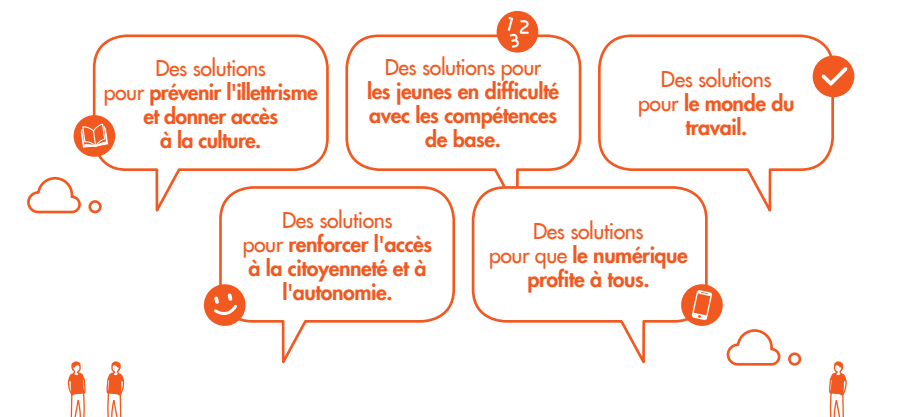 Des solutions
pour prévenir l'illettrisme
et donner accès
à la culture.
1 2
3
Des solutions pour
les jeunes en difficulté
avec les compétences
de base.
Des solutions
pour le monde du
travail.
Des solutions
pour renforcer l'accès
à la citoyenneté et à
l'autonomie.
Des solutions
pour que le numérique
profite à tous.